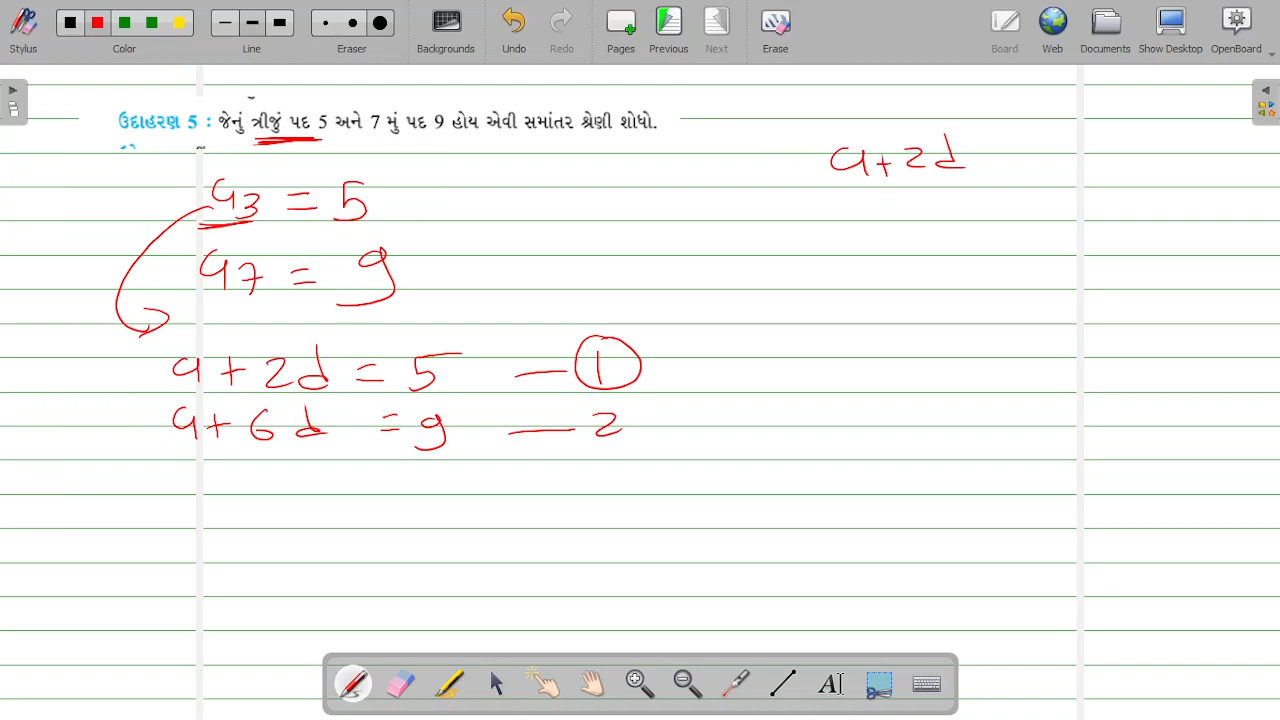 Stylus Color Line Eraser Backgrounds Undo Redo Pages Previous Next Erase Board Web Documents Show Desktop OpenBoard
ઉદાહરણ 5 : જેનું ત્રીજું પદ 5 અને 7 મું પદ 9 હોય એવી સમાંતર શ્રેણી શોધો.
a+2d
a3 = 5
a7 = 9
a+2d = 5 — 1
a+6d = 9 — 2